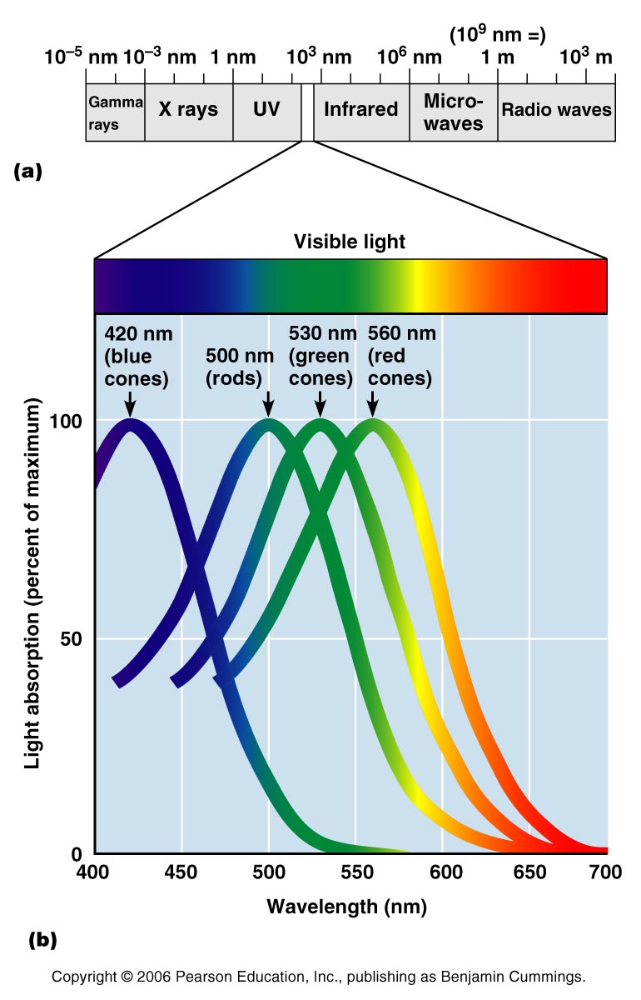 (10⁹ nm =)
10⁻⁵ nm 10⁻³ nm 1 nm 10³ nm 10⁶ nm 1 m 10³ m
Gamma
rays
X rays
UV
Infrared
Micro-
waves
Radio waves
(a)
Visible light
420 nm
(blue
cones)
500 nm
(rods)
530 nm
(green
cones)
560 nm
(red
cones)
Light absorption (percent of maximum)
100
50
0
400 450 500 550 600 650 700
Wavelength (nm)
(b)
Copyright © 2006 Pearson Education, Inc., publishing as Benjamin Cummings.